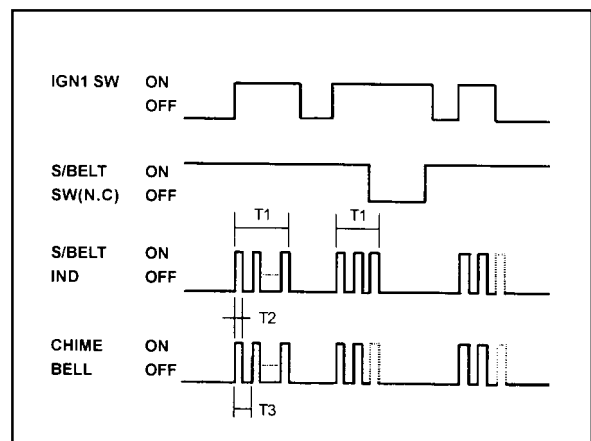 IGN1 SW ON
OFF
S/BELT ON
SW(N.C) OFF
T1 T1
S/BELT ON
IND OFF
T2
CHIME ON
BELL OFF
T3